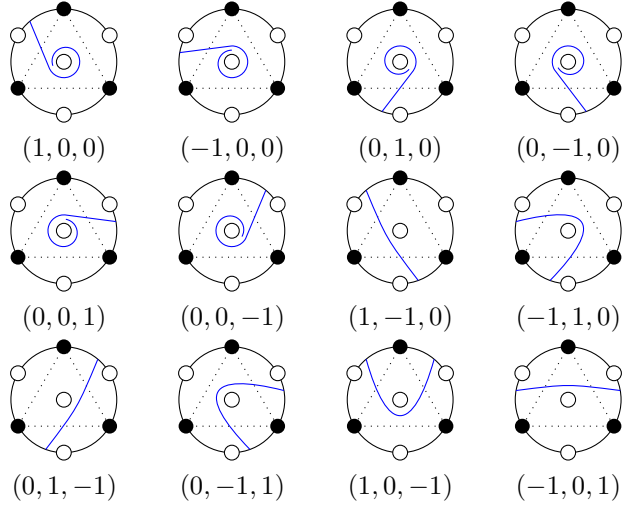 (1, 0, 0) (−1, 0, 0) (0, 1, 0) (0, −1, 0)
(0, 0, 1) (0, 0, −1) (1, −1, 0) (−1, 1, 0)
(0, 1, −1) (0, −1, 1) (1, 0, −1) (−1, 0, 1)